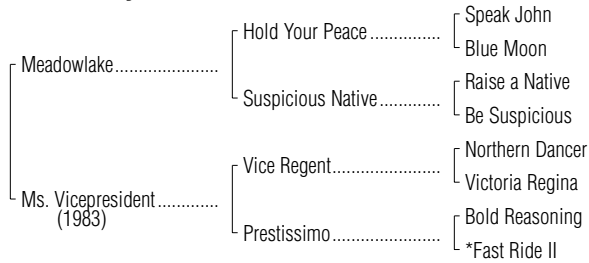 Speak John
Hold Your Peace...............
Blue Moon
Meadowlake......................
Raise a Native
Suspicious Native.............
Be Suspicious
Northern Dancer
Vice Regent.......................
Victoria Regina
Ms. Vicepresident.............
(1983)
Bold Reasoning
Prestissimo.......................
*Fast Ride II